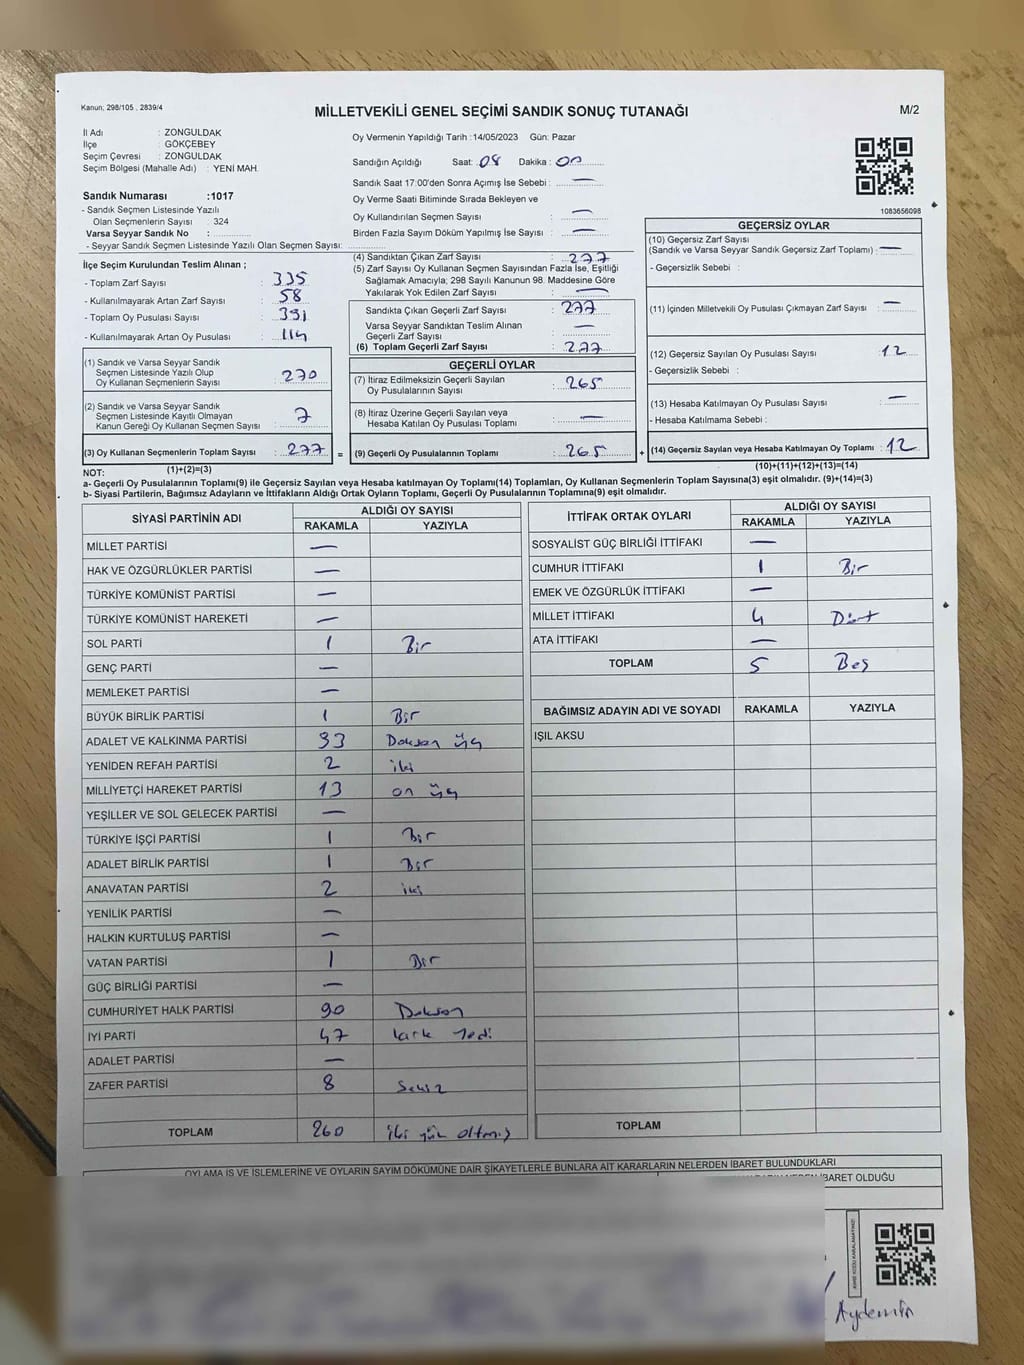 Kanun; 298/105 , 2839/4
MİLLETVEKİLİ GENEL SEÇİMİ SANDIK SONUÇ TUTANAĞI
M/2
İl Adı : ZONGULDAK
İlçe : GÖKÇEBEY
Seçim Çevresi : ZONGULDAK
Seçim Bölgesi (Mahalle Adı) : YENİ MAH.
Sandık Numarası :1017
- Sandık Seçmen Listesinde Yazılı
Olan Seçmenlerin Sayısı : 324
Varsa Seyyar Sandık No :
- Seyyar Sandık Seçmen Listesinde Yazılı Olan Seçmen Sayısı:
Oy Vermenin Yapıldığı Tarih :14/05/2023 Gün: Pazar
Sandığın Açıldığı Saat: 08 Dakika : 00
Sandık Saat 17:00'den Sonra Açımış İse Sebebi : —
Oy Verme Saati Bitiminde Sırada Bekleyen ve
Oy Kullandırılan Seçmen Sayısı : —
Birden Fazla Sayım Döküm Yapılmış İse Sayısı : —
1083656098
İlçe Seçim Kurulundan Teslim Alınan ;
- Toplam Zarf Sayısı : 335
- Kullanılmayarak Artan Zarf Sayısı : 58
- Toplam Oy Pusulası Sayısı : 391
- Kullanılmayarak Artan Oy Pusulası : 114
(1) Sandık ve Varsa Seyyar Sandık
Seçmen Listesinde Yazılı Olup
Oy Kullanan Seçmenlerin Sayısı : 270
(2) Sandık ve Varsa Seyyar Sandık
Seçmen Listesinde Kayıtlı Olmayan
Kanun Gereği Oy Kullanan Seçmen Sayısı : 7
(3) Oy Kullanan Seçmenlerin Toplam Sayısı : 277
(4) Sandıktan Çıkan Zarf Sayısı : 277
(5) Zarf Sayısı Oy Kullanan Seçmen Sayısından Fazla İse, Eşitliği
Sağlamak Amacıyla; 298 Sayılı Kanunun 98. Maddesine Göre
Yakılarak Yok Edilen Zarf Sayısı : —
Sandıkta Çıkan Geçerli Zarf Sayısı : 277
Varsa Seyyar Sandıktan Teslim Alınan
Geçerli Zarf Sayısı : —
(6) Toplam Geçerli Zarf Sayısı : 277
GEÇERLİ OYLAR
(7) İtiraz Edilmeksizin Geçerli Sayılan
Oy Pusulalarının Sayısı : 265
(8) İtiraz Üzerine Geçerli Sayılan veya
Hesaba Katılan Oy Pusulası Toplamı : —
= (9) Geçerli Oy Pusulalarının Toplamı : 265 +
GEÇERSİZ OYLAR
(10) Geçersiz Zarf Sayısı
(Sandık ve Varsa Seyyar Sandık Geçersiz Zarf Toplamı) : —
- Geçersizlik Sebebi :
(11) İçinden Milletvekili Oy Pusulası Çıkmayan Zarf Sayısı : —
(12) Geçersiz Sayılan Oy Pusulası Sayısı : 12
- Geçersizlik Sebebi :
(13) Hesaba Katılmayan Oy Pusulası Sayısı : —
- Hesaba Katılmama Sebebi :
(14) Geçersiz Sayılan veya Hesaba Katılmayan Oy Toplamı : 12
NOT: (1)+(2)=(3)
(10)+(11)+(12)+(13)=(14)
a- Geçerli Oy Pusulalarının Toplamı(9) ile Geçersiz Sayılan veya Hesaba katılmayan Oy Toplamı(14) Toplamları, Oy Kullanan Seçmenlerin Toplam Sayısına(3) eşit olmalıdır. (9)+(14)=(3)
b- Siyasi Partilerin, Bağımsız Adayların ve İttifakların Aldığı Ortak Oyların Toplamı, Geçerli Oy Pusulalarının Toplamına(9) eşit olmalıdır.
SİYASİ PARTİNİN ADI ALDIĞI OY SAYISI
RAKAMLA YAZIYLA
MİLLET PARTİSİ —
HAK VE ÖZGÜRLÜKLER PARTİSİ —
TÜRKİYE KOMÜNİST PARTİSİ —
TÜRKİYE KOMÜNİST HAREKETİ —
SOL PARTİ 1 Bir
GENÇ PARTİ —
MEMLEKET PARTİSİ —
BÜYÜK BİRLİK PARTİSİ 1 Bir
ADALET VE KALKINMA PARTİSİ 93 Doksan üç
YENİDEN REFAH PARTİSİ 2 iki
MİLLİYETÇİ HAREKET PARTİSİ 13 on üç
YEŞİLLER VE SOL GELECEK PARTİSİ —
TÜRKİYE İŞÇİ PARTİSİ 1 Bir
ADALET BİRLİK PARTİSİ 1 Bir
ANAVATAN PARTİSİ 2 iki
YENİLİK PARTİSİ —
HALKIN KURTULUŞ PARTİSİ —
VATAN PARTİSİ 1 Bir
GÜÇ BİRLİĞİ PARTİSİ —
CUMHURİYET HALK PARTİSİ 90 Doksan
İYİ PARTİ 47 kırk Yedi
ADALET PARTİSİ —
ZAFER PARTİSİ 8 Sekiz
TOPLAM 260 iki yüz altmış
İTTİFAK ORTAK OYLARI ALDIĞI OY SAYISI
RAKAMLA YAZIYLA
SOSYALİST GÜÇ BİRLİĞİ İTTİFAKI —
CUMHUR İTTİFAKI 1 Bir
EMEK VE ÖZGÜRLÜK İTTİFAKI —
MİLLET İTTİFAKI 4 Dört
ATA İTTİFAKI —
TOPLAM 5 Beş
BAĞIMSIZ ADAYIN ADI VE SOYADI RAKAMLA YAZIYLA
IŞIL AKSU
TOPLAM
OYLAMA İŞ VE İŞLEMLERİNE VE OYLARIN SAYIM DÖKÜMÜNE DAİR ŞİKAYETLERLE BUNLARA AİT KARARLARIN NELERDEN İBARET BULUNDUKLARI
İBARET OLDUĞU
Aydemir